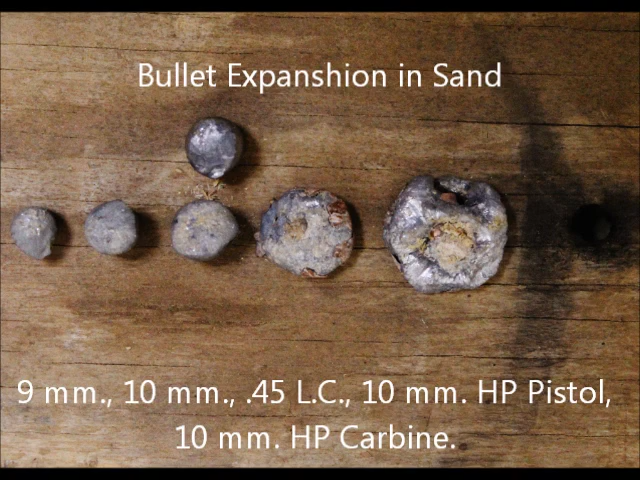 Bullet Expanshion in Sand
9 mm., 10 mm., .45 L.C., 10 mm. HP Pistol,
10 mm. HP Carbine.